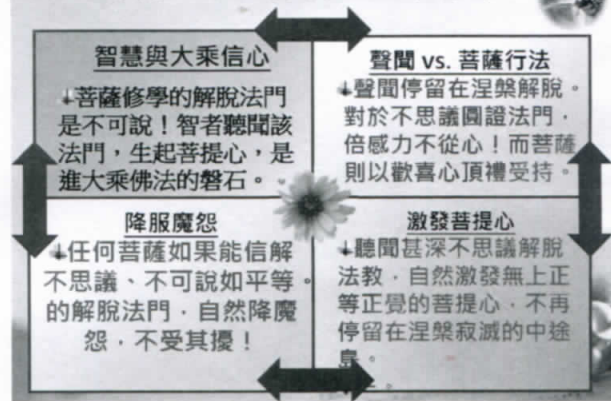 智慧與大乘信心
菩薩修學的解脫法門
是不可說！智者聽聞該
法門，生起菩提心，是
進大乘佛法的磐石。
聲聞 vs. 菩薩行法
聲聞停留在涅槃解脫。
對於不思議圓證法門，
倍感力不從心！而菩薩
則以歡喜心頂禮受持。
降服魔怨
任何菩薩如果能信解
不思議、不可說如平等
的解脫法門，自然降魔
怨，不受其擾！
激發菩提心
聽聞甚深不思議解脫
法教，自然激發無上正
等正覺的菩提心，不再
停留在涅槃寂滅的中途
島。